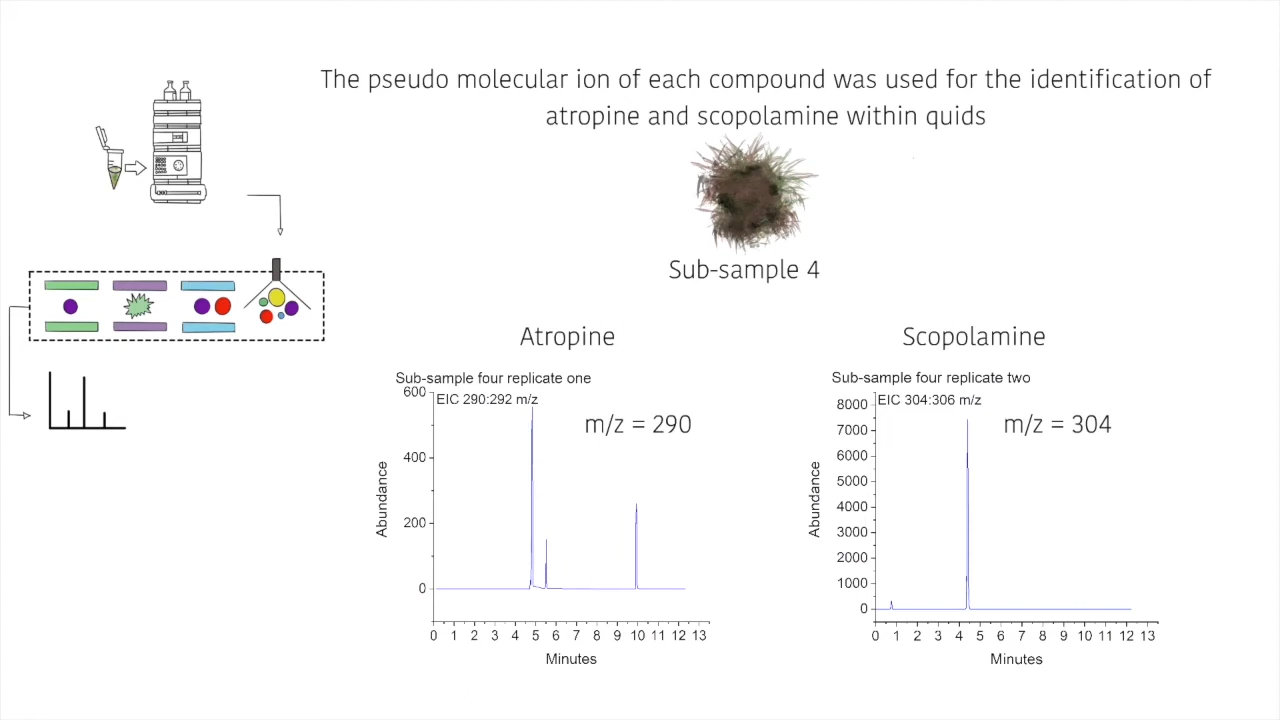 The pseudo molecular ion of each compound was used for the identification of
atropine and scopolamine within quids
Sub-sample 4
Atropine
Sub-sample four replicate one
EIC 290:292 m/z
m/z = 290
600
400
200
0
Abundance
0 1 2 3 4 5 6 7 8 9 10 11 12 13
Minutes
Scopolamine
Sub-sample four replicate two
EIC 304:306 m/z
m/z = 304
8000
7000
6000
5000
4000
3000
2000
1000
0
Abundance
0 1 2 3 4 5 6 7 8 9 10 11 12 13
Minutes